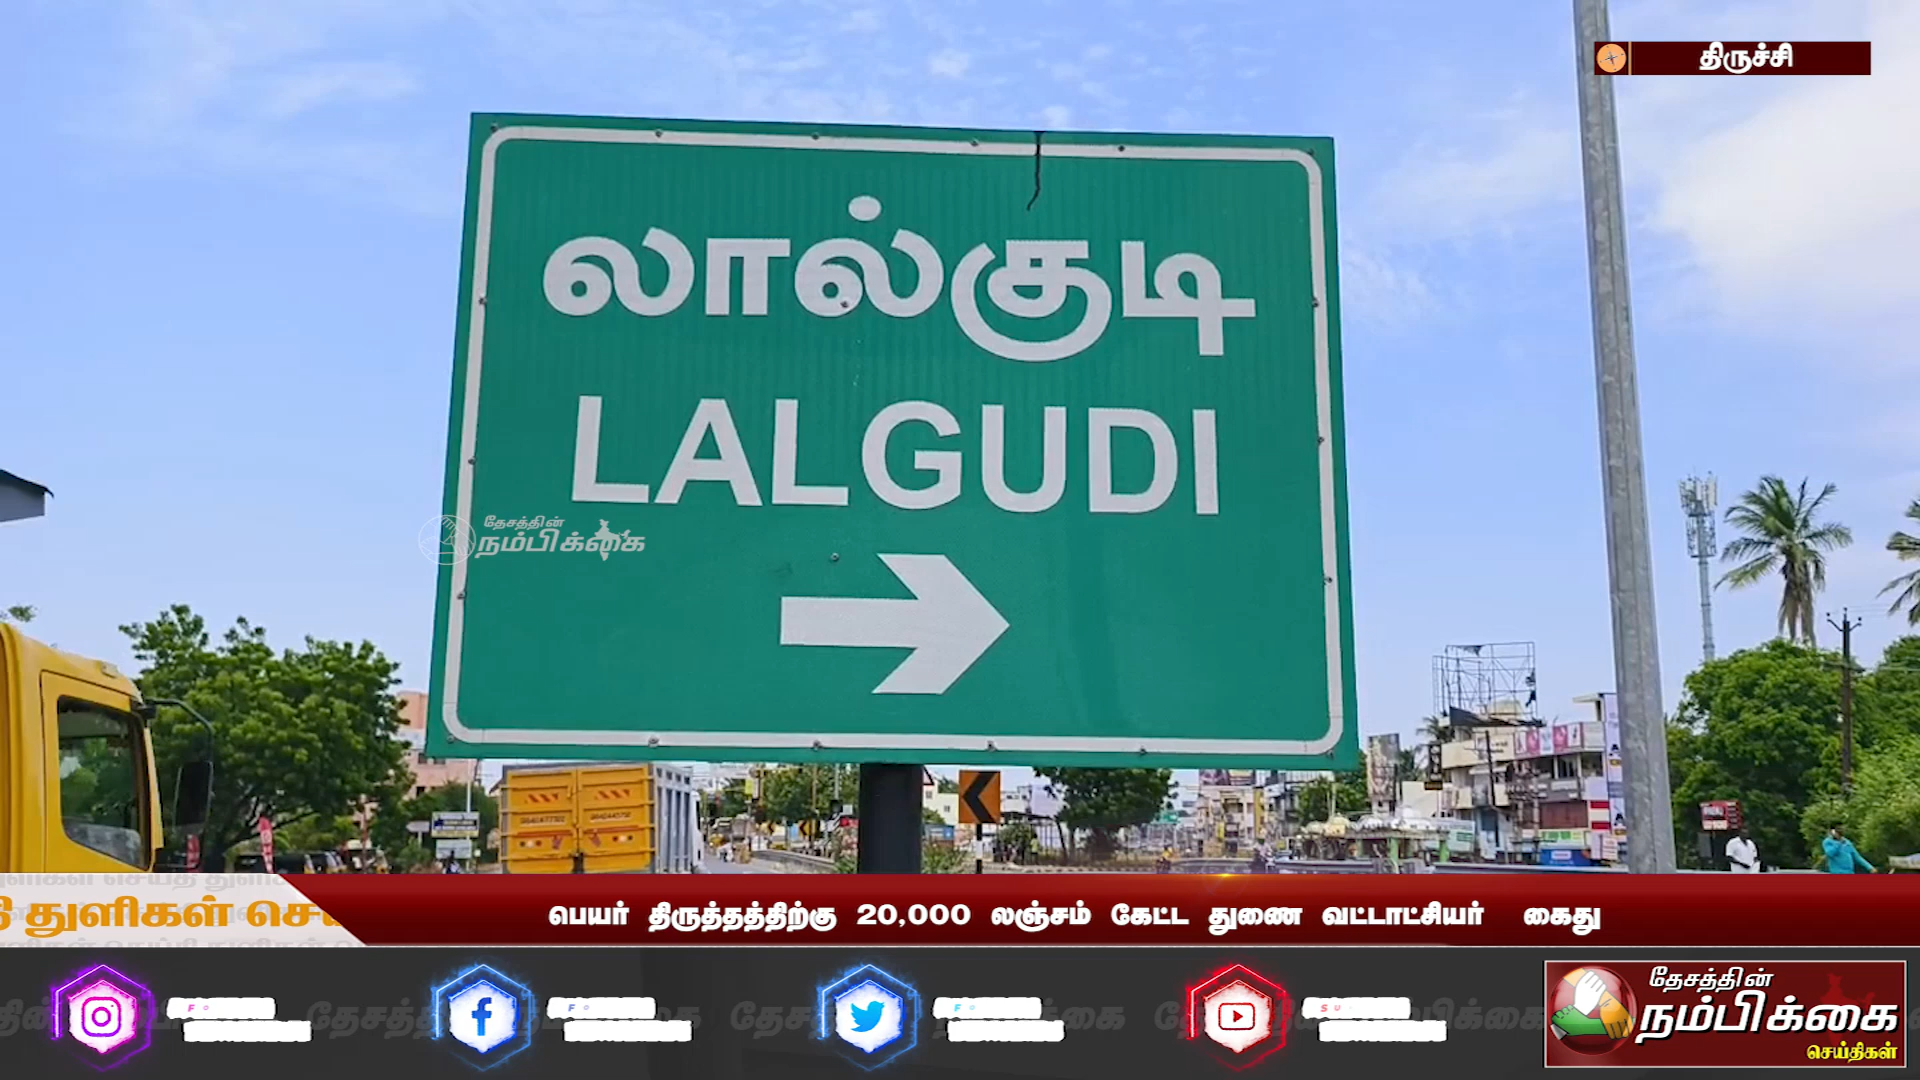 திருச்சி
லால்குடி
LALGUDI
தேசத்தின்
நம்பிக்கை
துளிகள்
பெயர் திருத்தத்திற்கு 20,000 லஞ்சம் கேட்ட துணை வட்டாட்சியர் கைது
தேசத்தின்
நம்பிக்கை
செய்திகள்